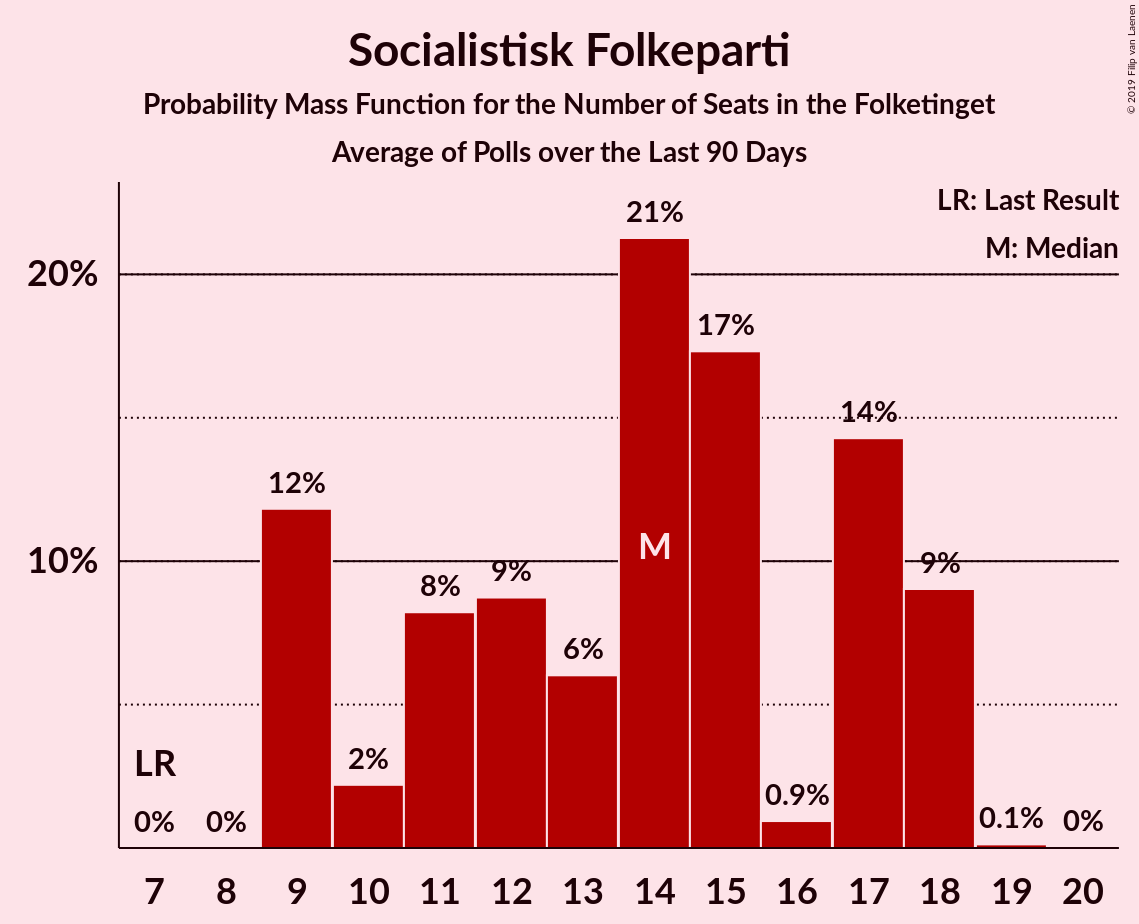 Socialistisk Folkeparti
Probability Mass Function for the Number of Seats in the Folketinget
Average of Polls over the Last 90 Days
© 2019 Filip van Laenen
LR: Last Result
M: Median
20%
10%
0%
0%
12%
2%
8%
9%
6%
21%
17%
0.9%
14%
9%
0.1%
0%
LR
M
7 8 9 10 11 12 13 14 15 16 17 18 19 20